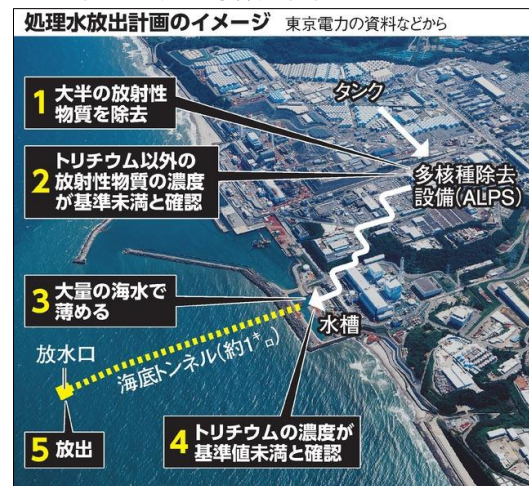 処理水放出計画のイメージ 東京電力の資料などから
タンク
1 大半の放射性
物質を除去
2 トリチウム以外の
放射性物質の濃度
が基準未満と確認
多核種除去
設備(ALPS)
3 大量の海水で
薄める
水槽
海底トンネル(約1㌔)
放水口
5 放出
4 トリチウムの濃度が
基準値未満と確認